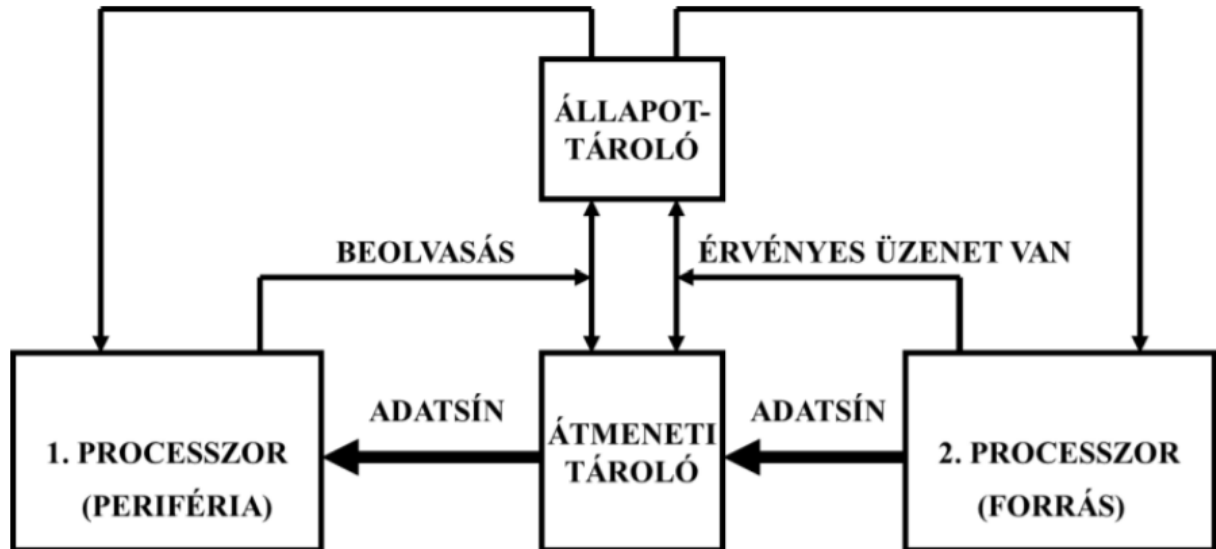 ÁLLAPOT-
TÁROLÓ
BEOLVASÁS
ÉRVÉNYES ÜZENET VAN
ADATSÍN
ADATSÍN
1. PROCESSZOR
(PERIFÉRIA)
ÁTMENETI
TÁROLÓ
2. PROCESSZOR
(FORRÁS)